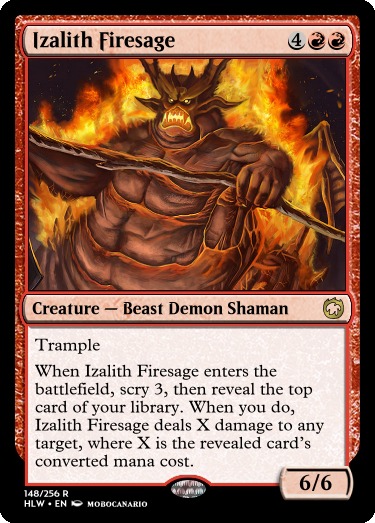 Izalith Firesage 4
Creature — Beast Demon Shaman
Trample
When Izalith Firesage enters the
battlefield, scry 3, then reveal the top
card of your library. When you do,
Izalith Firesage deals X damage to any
target, where X is the revealed card's
converted mana cost.
6/6
148/256 R
HLW • EN MOBOCANARIO